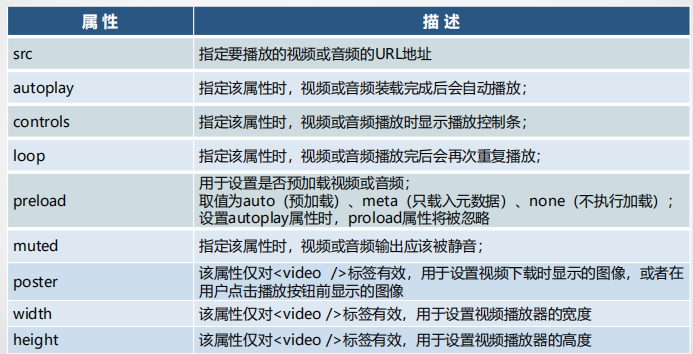 属 性 描 述
src 指定要播放的视频或音频的URL地址
autoplay 指定该属性时，视频或音频装载完成后会自动播放；
controls 指定该属性时，视频或音频播放时显示播放控制条；
loop 指定该属性时，视频或音频播放完后会再次重复播放；
preload 用于设置是否预加载视频或音频；
取值为auto（预加载）、meta（只载入元数据）、none（不执行加载）；
设置autoplay属性时，proload属性将被忽略
muted 指定该属性时，视频或音频输出应该被静音；
poster 该属性仅对<video />标签有效，用于设置视频下载时显示的图像，或者在
用户点击播放按钮前显示的图像
width 该属性仅对<video />标签有效，用于设置视频播放器的宽度
height 该属性仅对<video />标签有效，用于设置视频播放器的高度